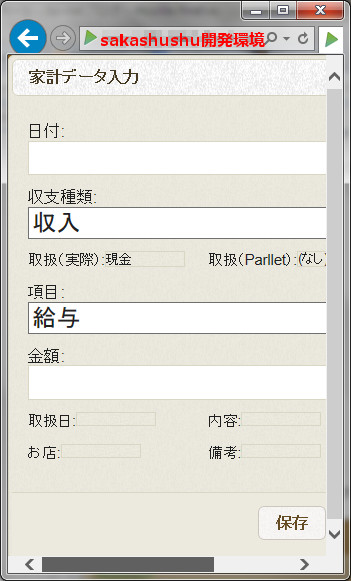 sakashushu開発環境
家計データ入力
日付:
収支種類:
収入
取扱(実際):現金 取扱(Parllet):(なし)
項目:
給与
金額:
取扱日: 内容:
お店: 備考:
保存